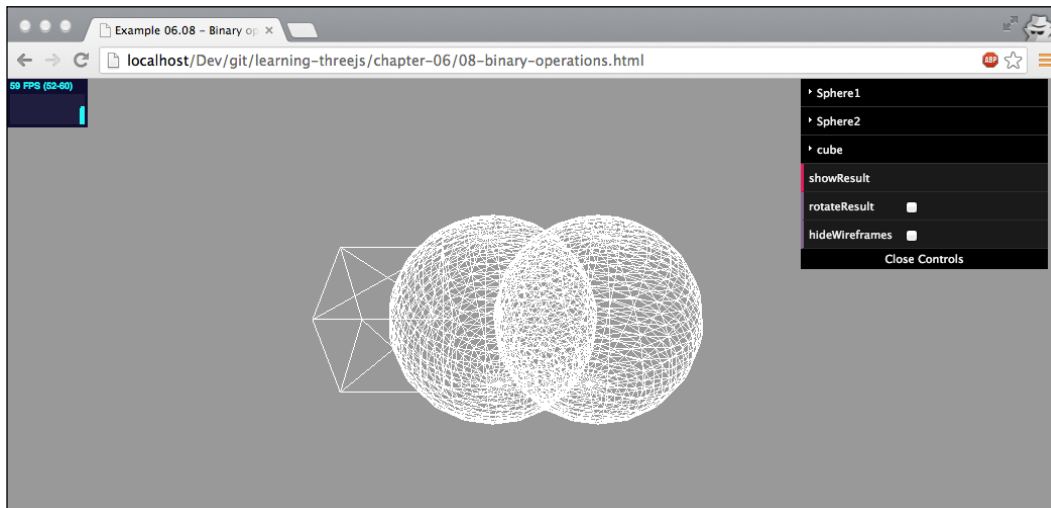 Example 06.08 – Binary op
localhost/Dev/git/learning-threejs/chapter-06/08-binary-operations.html
ABP
59 FPS (52-60)
Sphere1
Sphere2
cube
showResult
rotateResult
hideWireframes
Close Controls